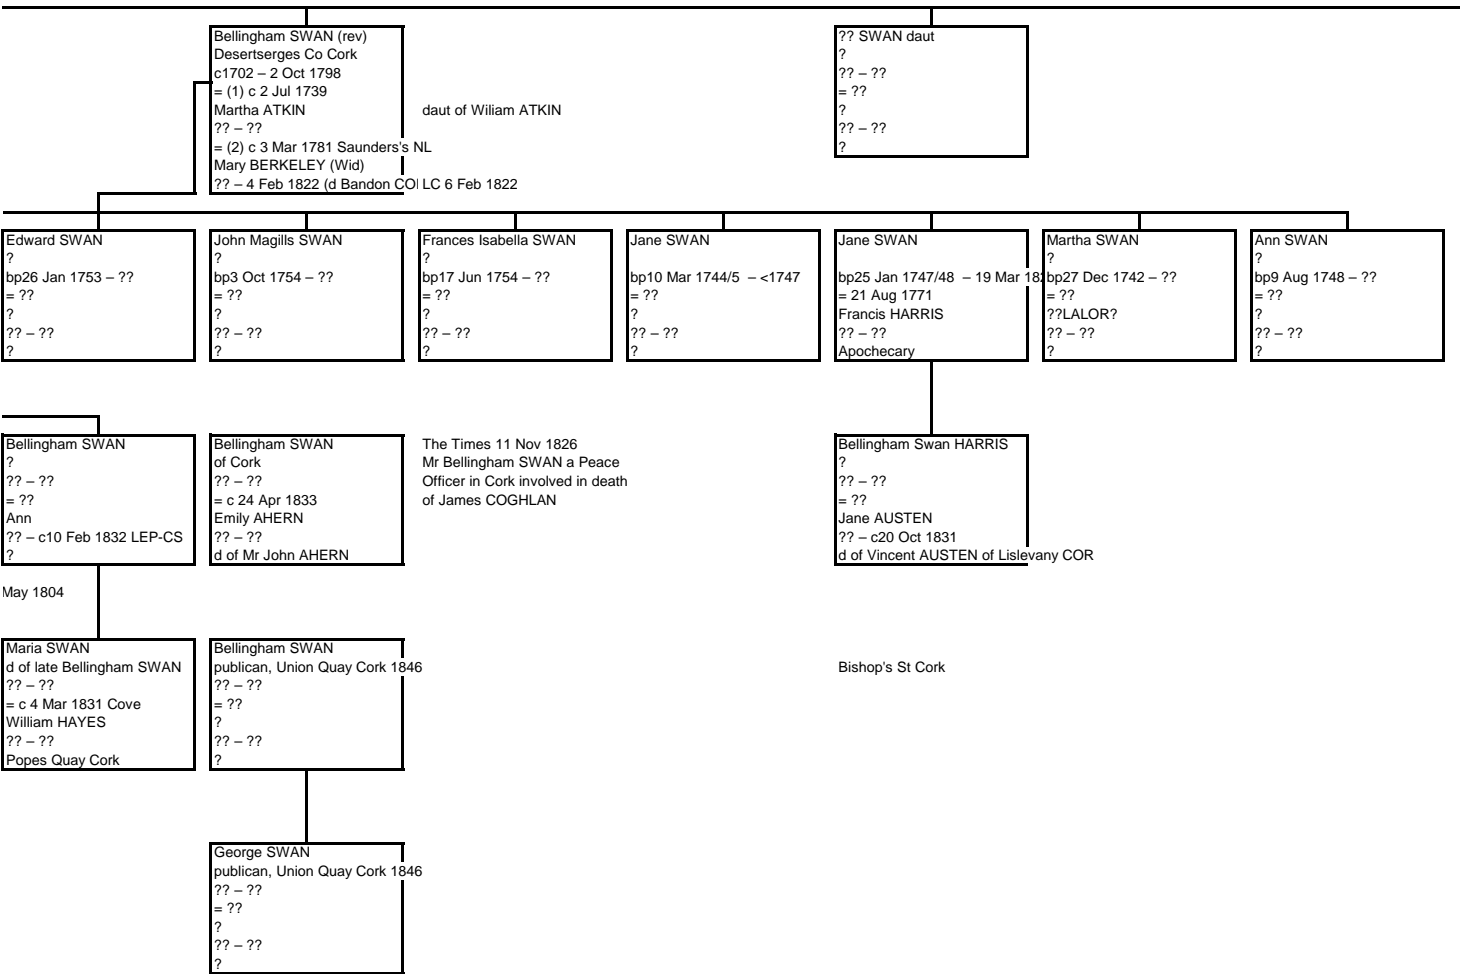 Bellingham SWAN (rev)
Desertserges Co Cork
c1702 – 2 Oct 1798
= (1) c 2 Jul 1739
Martha ATKIN
daut of Wiliam ATKIN
?? – ??
= (2) c 3 Mar 1781 Saunders's NL
Mary BERKELEY (Wid)
?? – 4 Feb 1822 (d Bandon CO LC 6 Feb 1822
?? SWAN daut
?
?? – ??
= ??
?
?? – ??
?
Edward SWAN
?
bp26 Jan 1753 – ??
= ??
?
?? – ??
?
John Magills SWAN
?
bp3 Oct 1754 – ??
= ??
?
?? – ??
?
Frances Isabella SWAN
?
bp17 Jun 1754 – ??
= ??
?
?? – ??
?
Jane SWAN
bp10 Mar 1744/5 – <1747
= ??
?
?? – ??
?
Jane SWAN
bp25 Jan 1747/48 – 19 Mar 18
= 21 Aug 1771
Francis HARRIS
?? – ??
Apochecary
Martha SWAN
?
bp27 Dec 1742 – ??
= ??
??LALOR?
?? – ??
?
Ann SWAN
?
bp9 Aug 1748 – ??
= ??
?
?? – ??
?
Bellingham SWAN
?
?? – ??
= ??
Ann
?? – c10 Feb 1832 LEP-CS
?
May 1804
Bellingham SWAN
of Cork
?? – ??
= c 24 Apr 1833
Emily AHERN
?? – ??
d of Mr John AHERN
The Times 11 Nov 1826
Mr Bellingham SWAN a Peace
Officer in Cork involved in death
of James COGHLAN
Bellingham Swan HARRIS
?
?? – ??
= ??
Jane AUSTEN
?? – c20 Oct 1831
d of Vincent AUSTEN of Lislevany COR
Maria SWAN
d of late Bellingham SWAN
?? – ??
= c 4 Mar 1831 Cove
William HAYES
?? – ??
Popes Quay Cork
Bellingham SWAN
publican, Union Quay Cork 1846
?? – ??
= ??
?
?? – ??
?
Bishop's St Cork
George SWAN
publican, Union Quay Cork 1846
?? – ??
= ??
?
?? – ??
?